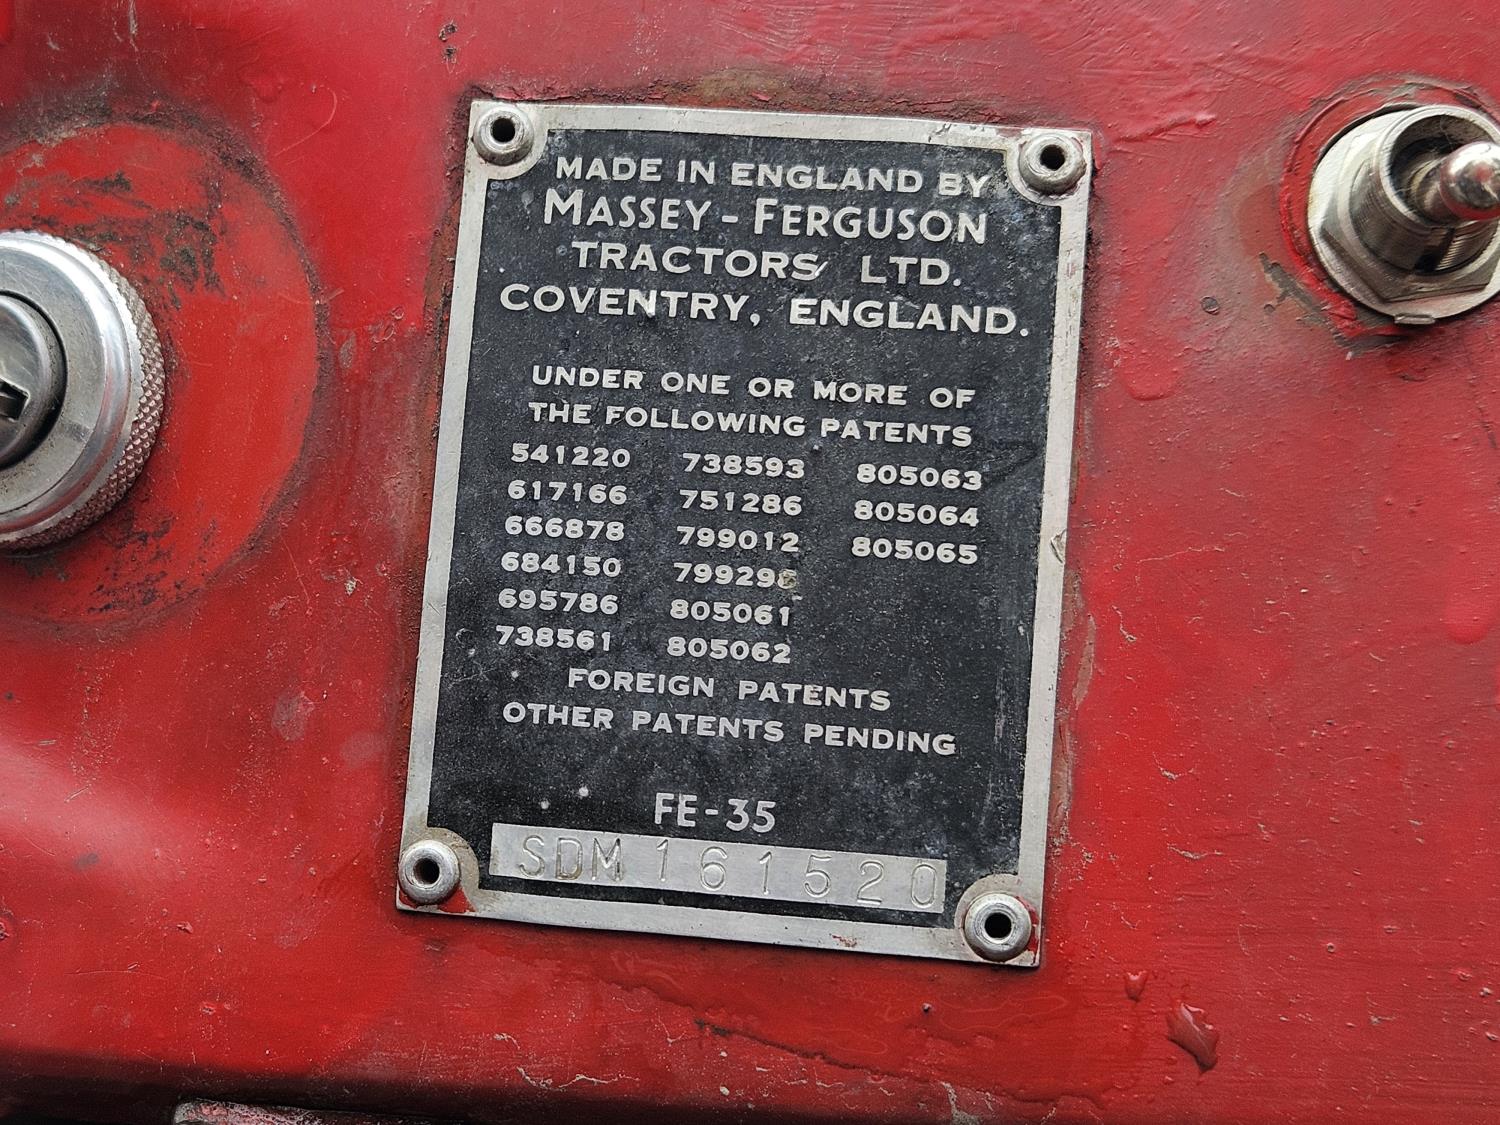 MADE IN ENGLAND BY
MASSEY-FERGUSON
TRACTORS LTD.
COVENTRY, ENGLAND.
UNDER ONE OR MORE OF
THE FOLLOWING PATENTS
541220 738593 805063
617166 751286 805064
666878 799012 805065
684150
695786 805061
738561 805062
FOREIGN PATENTS
OTHER PATENTS PENDING
FE-35
SDM 161520